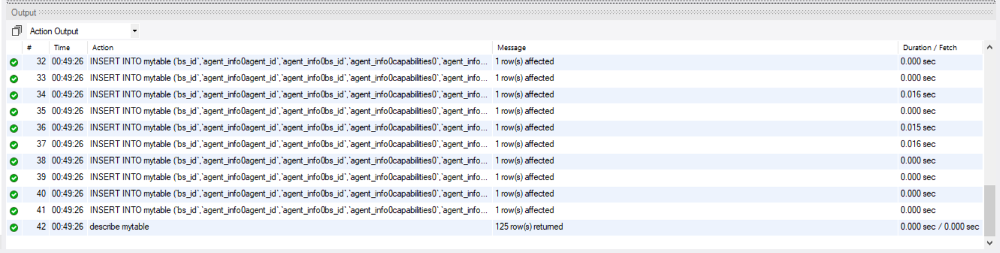 Output
Action Output
# Time Action Message Duration / Fetch
32 00:49:26 INSERT INTO mytable (`bs_id`,`agent_info0agent_id`,`agent_info0bs_id`,`agent_info0capabilities0`,`agent_info... 1 row(s) affected 0.000 sec
33 00:49:26 INSERT INTO mytable (`bs_id`,`agent_info0agent_id`,`agent_info0bs_id`,`agent_info0capabilities0`,`agent_info... 1 row(s) affected 0.000 sec
34 00:49:26 INSERT INTO mytable (`bs_id`,`agent_info0agent_id`,`agent_info0bs_id`,`agent_info0capabilities0`,`agent_info... 1 row(s) affected 0.016 sec
35 00:49:26 INSERT INTO mytable (`bs_id`,`agent_info0agent_id`,`agent_info0bs_id`,`agent_info0capabilities0`,`agent_info... 1 row(s) affected 0.000 sec
36 00:49:26 INSERT INTO mytable (`bs_id`,`agent_info0agent_id`,`agent_info0bs_id`,`agent_info0capabilities0`,`agent_info... 1 row(s) affected 0.015 sec
37 00:49:26 INSERT INTO mytable (`bs_id`,`agent_info0agent_id`,`agent_info0bs_id`,`agent_info0capabilities0`,`agent_info... 1 row(s) affected 0.016 sec
38 00:49:26 INSERT INTO mytable (`bs_id`,`agent_info0agent_id`,`agent_info0bs_id`,`agent_info0capabilities0`,`agent_info... 1 row(s) affected 0.000 sec
39 00:49:26 INSERT INTO mytable (`bs_id`,`agent_info0agent_id`,`agent_info0bs_id`,`agent_info0capabilities0`,`agent_info... 1 row(s) affected 0.000 sec
40 00:49:26 INSERT INTO mytable (`bs_id`,`agent_info0agent_id`,`agent_info0bs_id`,`agent_info0capabilities0`,`agent_info... 1 row(s) affected 0.000 sec
41 00:49:26 INSERT INTO mytable (`bs_id`,`agent_info0agent_id`,`agent_info0bs_id`,`agent_info0capabilities0`,`agent_info... 1 row(s) affected 0.000 sec
42 00:49:26 describe mytable 125 row(s) returned 0.000 sec / 0.000 sec